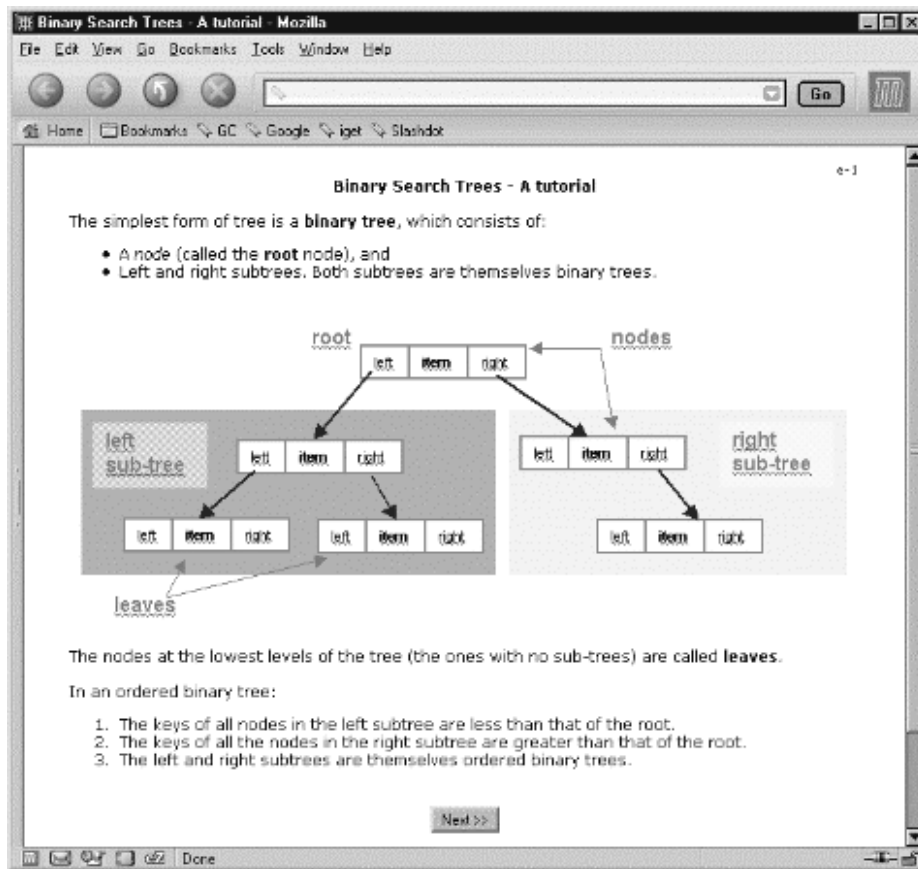 Binary Search Trees - A tutorial - Mozilla
File Edit View Go Bookmarks Tools Window Help
Go
Home Bookmarks GC Google iget Slashdot
e-1
Binary Search Trees - A tutorial
The simplest form of tree is a binary tree, which consists of:
• A node (called the root node), and
• Left and right subtrees. Both subtrees are themselves binary trees.
root nodes
left item right
left sub-tree
left item right
left item right
right sub-tree
left item right
left item right
left item right
leaves
The nodes at the lowest levels of the tree (the ones with no sub-trees) are called leaves.
In an ordered binary tree:
1. The keys of all nodes in the left subtree are less than that of the root.
2. The keys of all the nodes in the right subtree are greater than that of the root.
3. The left and right subtrees are themselves ordered binary trees.
Next >>
Done